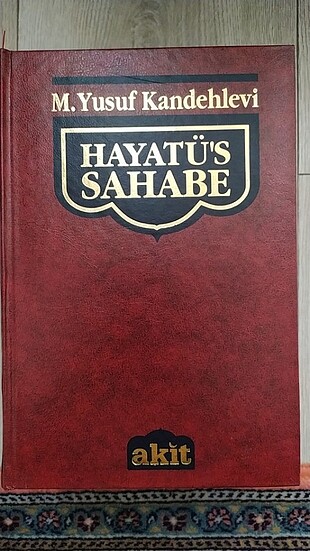 M. Yusuf Kandehlevi
HAYATÜ'S
SAHABE
akit